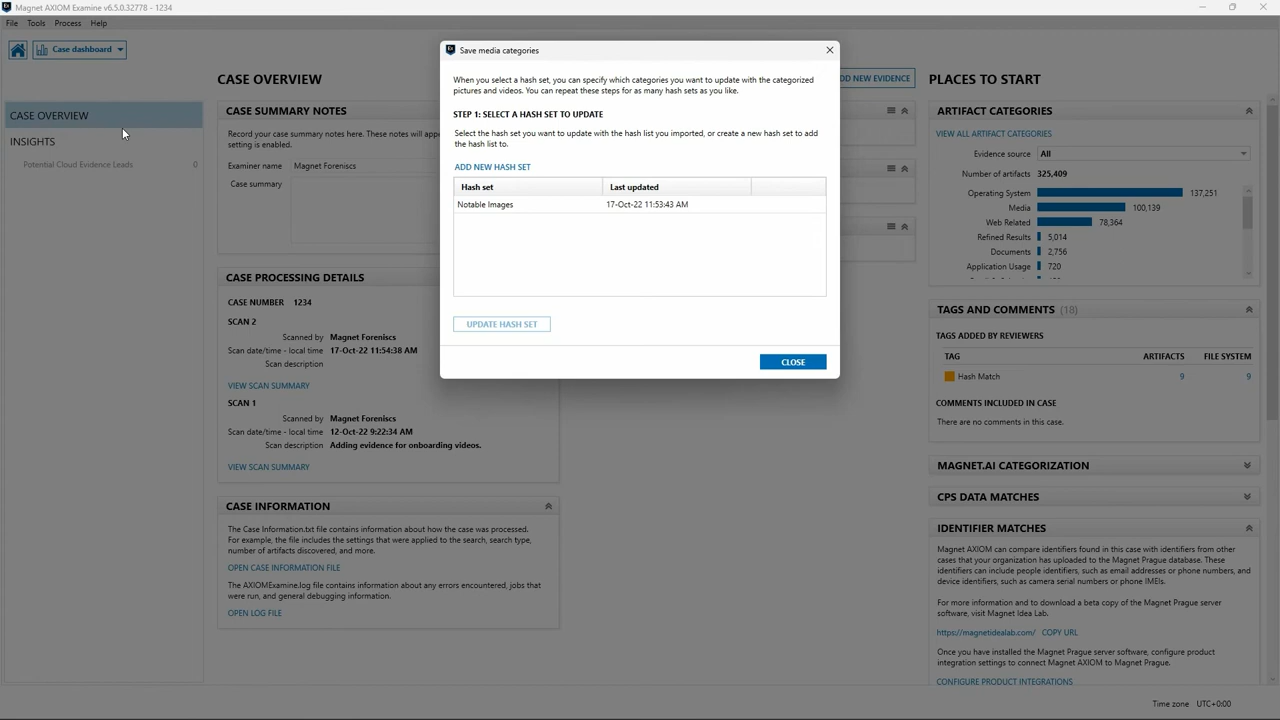 Magnet AXIOM Examine v6.5.0.32778 - 1234
File Tools Process Help
Case dashboard
CASE OVERVIEW
INSIGHTS
Potential Cloud Evidence Leads 0
CASE OVERVIEW
CASE SUMMARY NOTES
Record your case summary notes here. These notes will appe
setting is enabled.
Examiner name Magnet Foreniscs
Case summary
CASE PROCESSING DETAILS
CASE NUMBER 1234
SCAN 2
Scanned by Magnet Foreniscs
Scan date/time - local time 17-Oct-22 11:54:38 AM
Scan description
VIEW SCAN SUMMARY
SCAN 1
Scanned by Magnet Foreniscs
Scan date/time - local time 12-Oct-22 9:22:34 AM
Scan description Adding evidence for onboarding videos.
VIEW SCAN SUMMARY
CASE INFORMATION
The Case Information.txt file contains information about how the case was processed.
For example, the file includes the settings that were applied to the search, search type,
number of artifacts discovered, and more.
OPEN CASE INFORMATION FILE
The AXIOMExamine.log file contains information about any errors encountered, jobs that
were run, and general debugging information.
OPEN LOG FILE
Save media categories
When you select a hash set, you can specify which categories you want to update with the categorized
pictures and videos. You can repeat these steps for as many hash sets as you like.
STEP 1: SELECT A HASH SET TO UPDATE
Select the hash set you want to update with the hash list you imported, or create a new hash set to add
the hash list to.
ADD NEW HASH SET
Hash set Last updated
Notable Images 17-Oct-22 11:53:43 AM
UPDATE HASH SET
CLOSE
DD NEW EVIDENCE
PLACES TO START
ARTIFACT CATEGORIES
VIEW ALL ARTIFACT CATEGORIES
Evidence source All
Number of artifacts 325,409
Operating System 137,251
Media 100,139
Web Related 78,364
Refined Results 5,014
Documents 2,756
Application Usage 720
TAGS AND COMMENTS (18)
TAGS ADDED BY REVIEWERS
TAG ARTIFACTS FILE SYSTEM
Hash Match 9 9
COMMENTS INCLUDED IN CASE
There are no comments in this case.
MAGNET.AI CATEGORIZATION
CPS DATA MATCHES
IDENTIFIER MATCHES
Magnet AXIOM can compare identifiers found in this case with identifiers from other
cases that your organization has uploaded to the Magnet Prague database. These
identifiers can include people identifiers, such as email addresses or phone numbers, and
device identifiers, such as camera serial numbers or phone IMEIs.
For more information and to download a beta copy of the Magnet Prague server
software, visit Magnet Idea Lab.
https://magnetidealab.com/ COPY URL
Once you have installed the Magnet Prague server software, configure product
integration settings to connect Magnet AXIOM to Magnet Prague.
CONFIGURE PRODUCT INTEGRATIONS
Time zone UTC+0:00